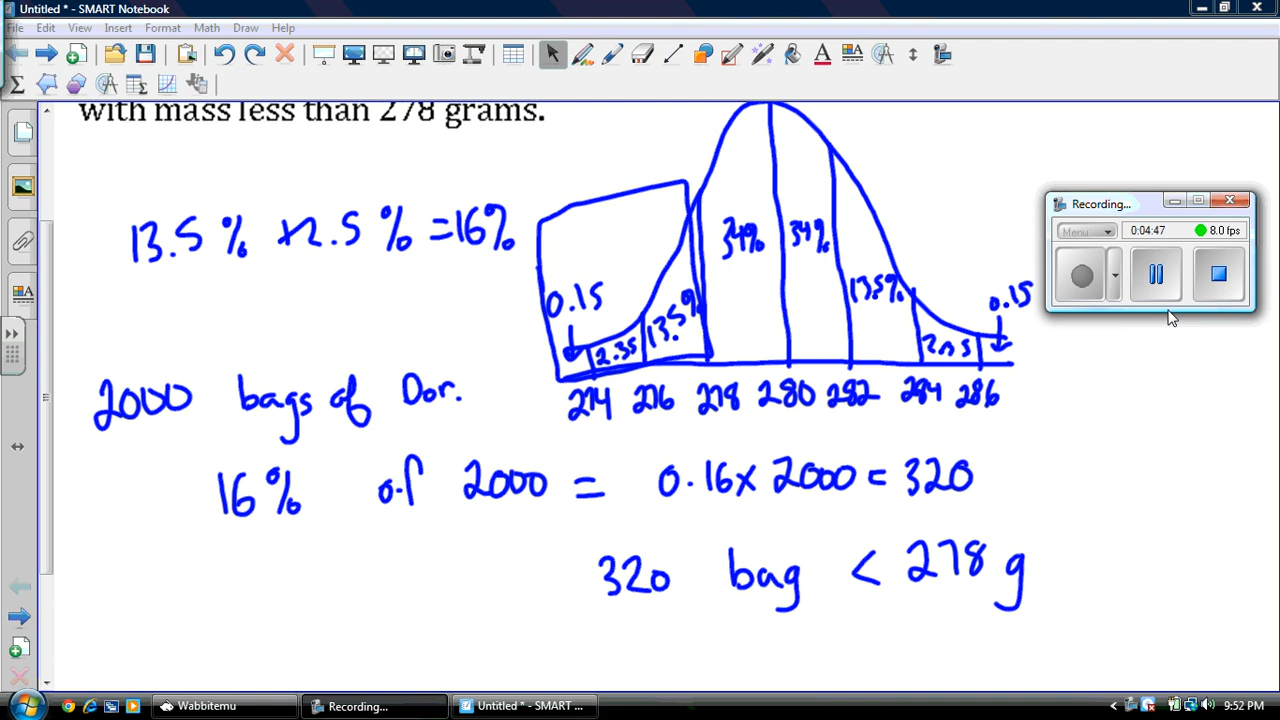 Untitled * - SMART Notebook
File Edit View Insert Format Math Draw Help
with mass less than 278 grams.
Recording...
Menu 0:04:47 8.0 fps
13.5 % +2.5 % = 16%
34% 34%
0.15 13.5% 13.5% 0.15
2.35 2.35
274 276 278 280 282 284 286
2000 bags of Dor.
16% of 2000 = 0.16 x 2000 = 320
320 bag < 278 g
Wabbitemu Recording... Untitled * - SMART ... 9:52 PM